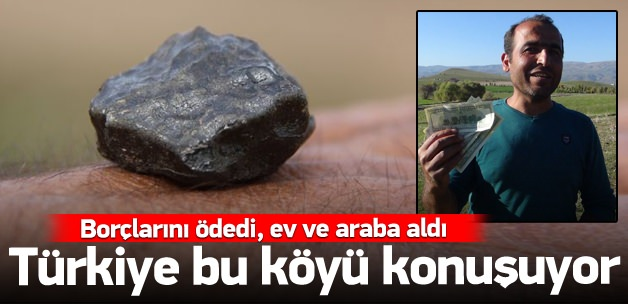 Borçlarını ödedi, ev ve araba aldı
Türkiye bu köyü konuşuyor